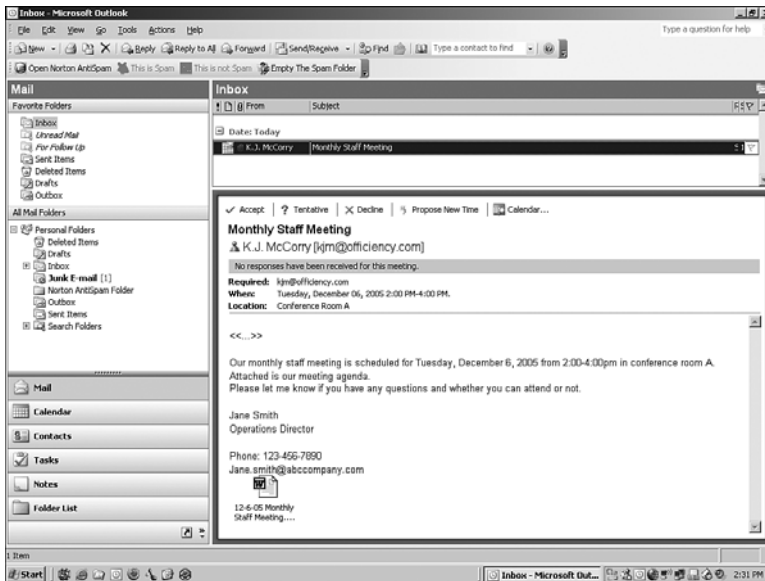 Inbox - Microsoft Outlook
File Edit View Go Tools Actions Help Type a question for help
New Reply Reply to All Forward Send/Receive Find Type a contact to find
Open Norton AntiSpam This is Spam This is not Spam Empty The Spam Folder
Mail
Favorite Folders
Inbox
Unread Mail
For Follow Up
Sent Items
Deleted Items
Drafts
Outbox
All Mail Folders
Personal Folders
Deleted Items
Drafts
Inbox
Junk E-mail [1]
Norton AntiSpam Folder
Outbox
Sent Items
Search Folders
Mail
Calendar
Contacts
Tasks
Notes
Folder List
Inbox
From Subject
Date: Today
K.J. McCorry Monthly Staff Meeting
Accept ? Tentative Decline Propose New Time Calendar...
Monthly Staff Meeting
K.J. McCorry [kjm@officiency.com]
No responses have been received for this meeting.
Required: kjm@officiency.com
When: Tuesday, December 06, 2005 2:00 PM-4:00 PM.
Location: Conference Room A
<<...>>
Our monthly staff meeting is scheduled for Tuesday, December 6, 2005 from 2:00-4:00pm in conference room A.
Attached is our meeting agenda.
Please let me know if you have any questions and whether you can attend or not.
Jane Smith
Operations Director
Phone: 123-456-7890
Jane.smith@abccompany.com
12-6-05 Monthly
Staff Meeting....
1 Item
Start Inbox - Microsoft Out... 2:31 PM